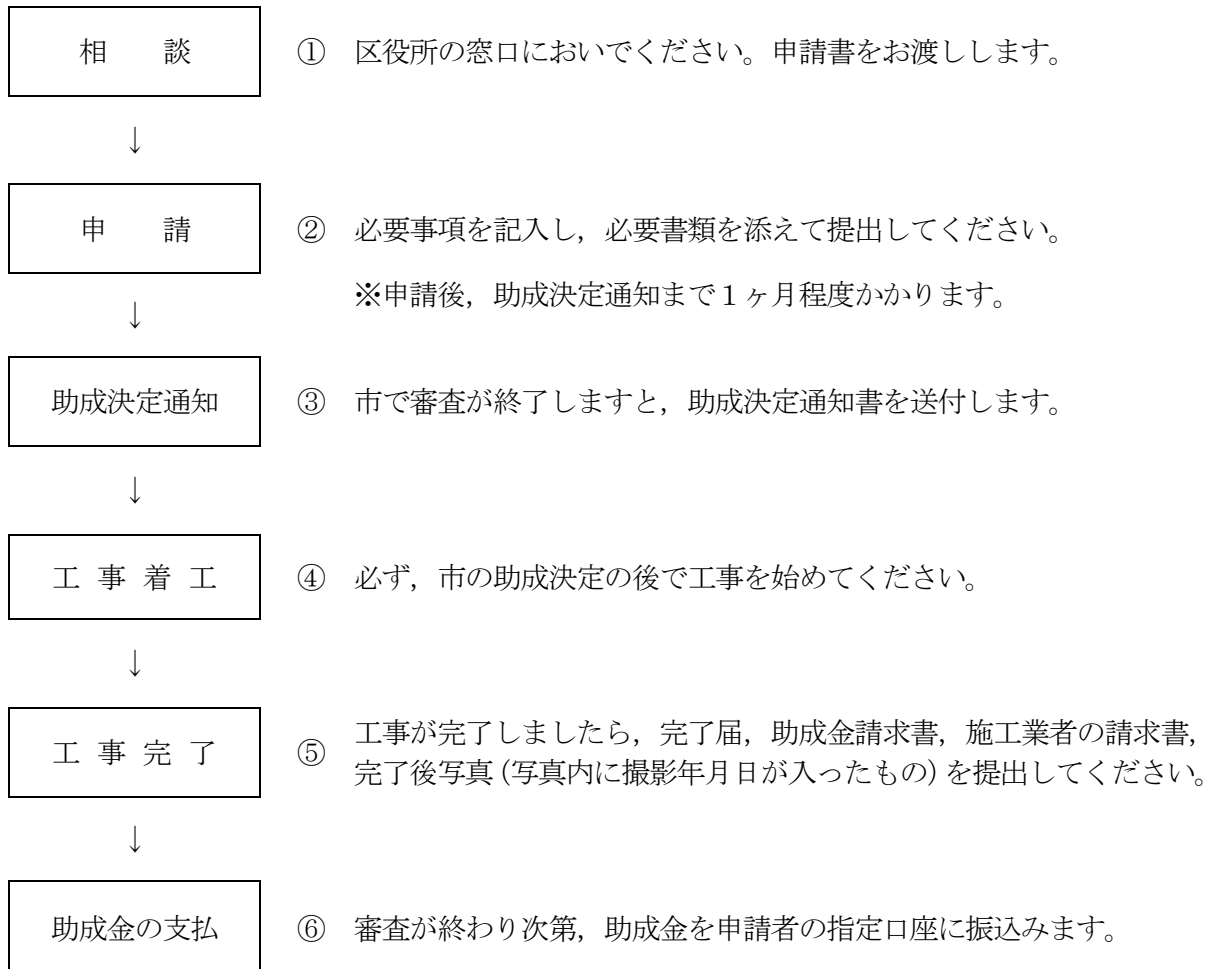 相　　談　①　区役所の窓口においでください。申請書をお渡しします。
↓
申　　請　②　必要事項を記入し，必要書類を添えて提出してください。
※申請後，助成決定通知まで１ヶ月程度かかります。
↓
助成決定通知　③　市で審査が終了しますと，助成決定通知書を送付します。
↓
工 事 着 工　④　必ず，市の助成決定の後で工事を始めてください。
↓
工 事 完 了　⑤　工事が完了しましたら，完了届，助成金請求書，施工業者の請求書，
完了後写真(写真内に撮影年月日が入ったもの)を提出してください。
↓
助成金の支払　⑥　審査が終わり次第，助成金を申請者の指定口座に振込みます。